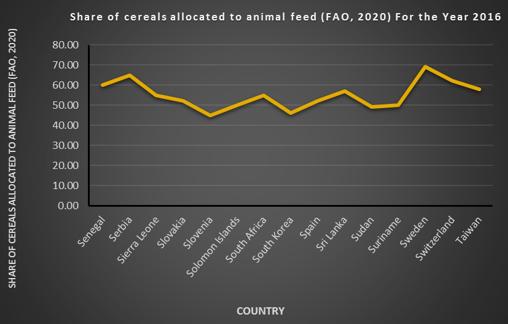 Share of cereals allocated to animal feed (FAO, 2020) For the Year 2016
SHARE OF CEREALS ALLOCATED TO ANIMAL FEED (FAO, 2020)
80.00
70.00
60.00
50.00
40.00
30.00
20.00
10.00
0.00
Senegal
Serbia
Sierra Leone
Slovakia
Slovenia
Solomon Islands
South Africa
South Korea
Spain
Sri Lanka
Sudan
Suriname
Sweden
Switzerland
Taiwan
COUNTRY